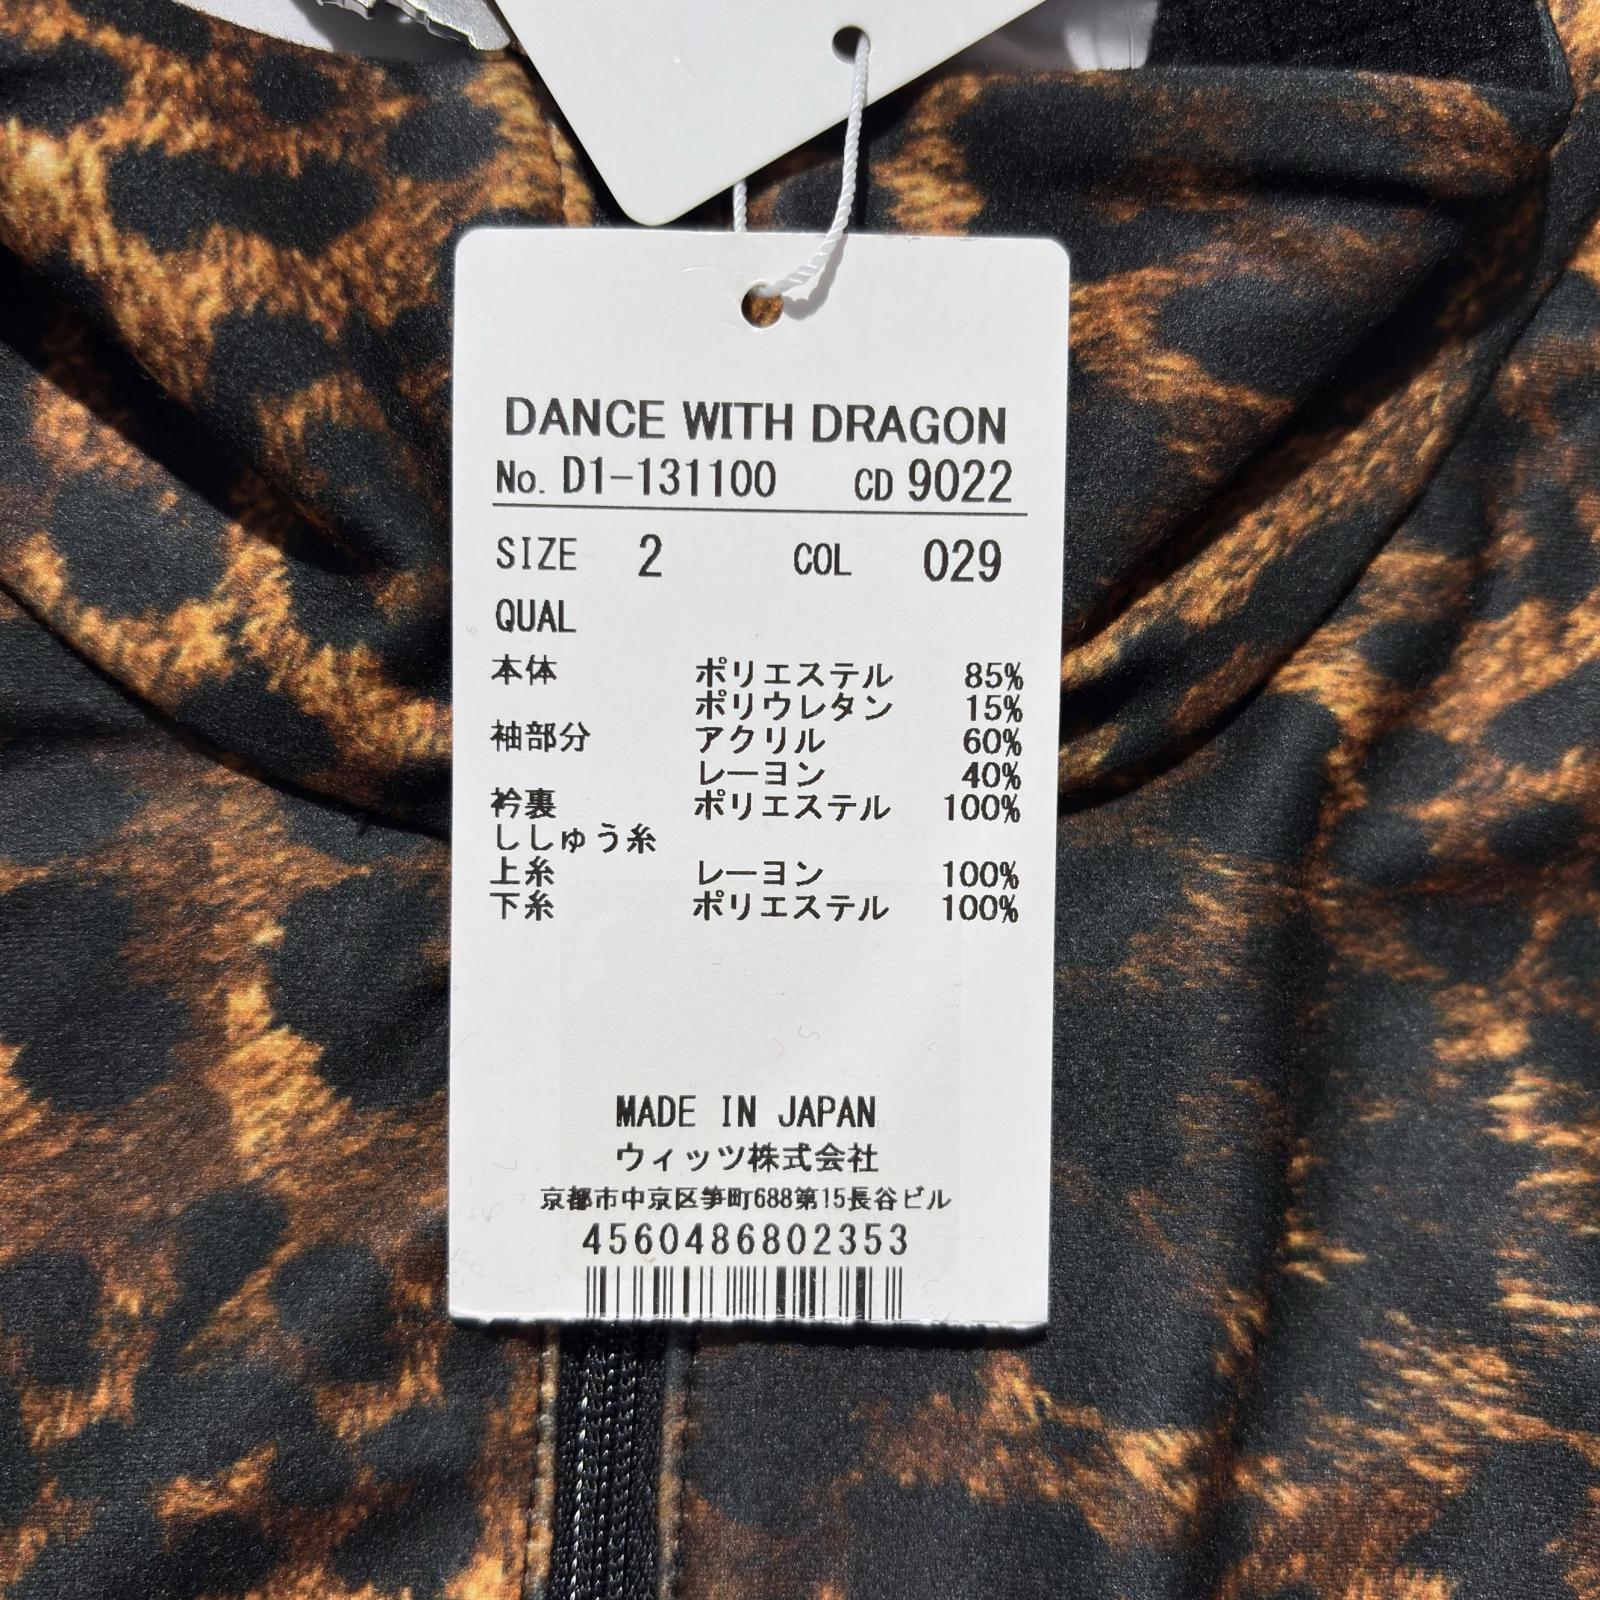 DANCE WITH DRAGON
No. D1-131100 CD 9022
SIZE 2 COL 029
QUAL
本体 ポリエステル 85%
ポリウレタン 15%
袖部分 アクリル 60%
レーヨン 40%
衿裏 ポリエステル 100%
ししゅう糸
上糸 レーヨン 100%
下糸 ポリエステル 100%
MADE IN JAPAN
ウィッツ株式会社
京都市中京区笋町688第15長谷ビル
4560486802353